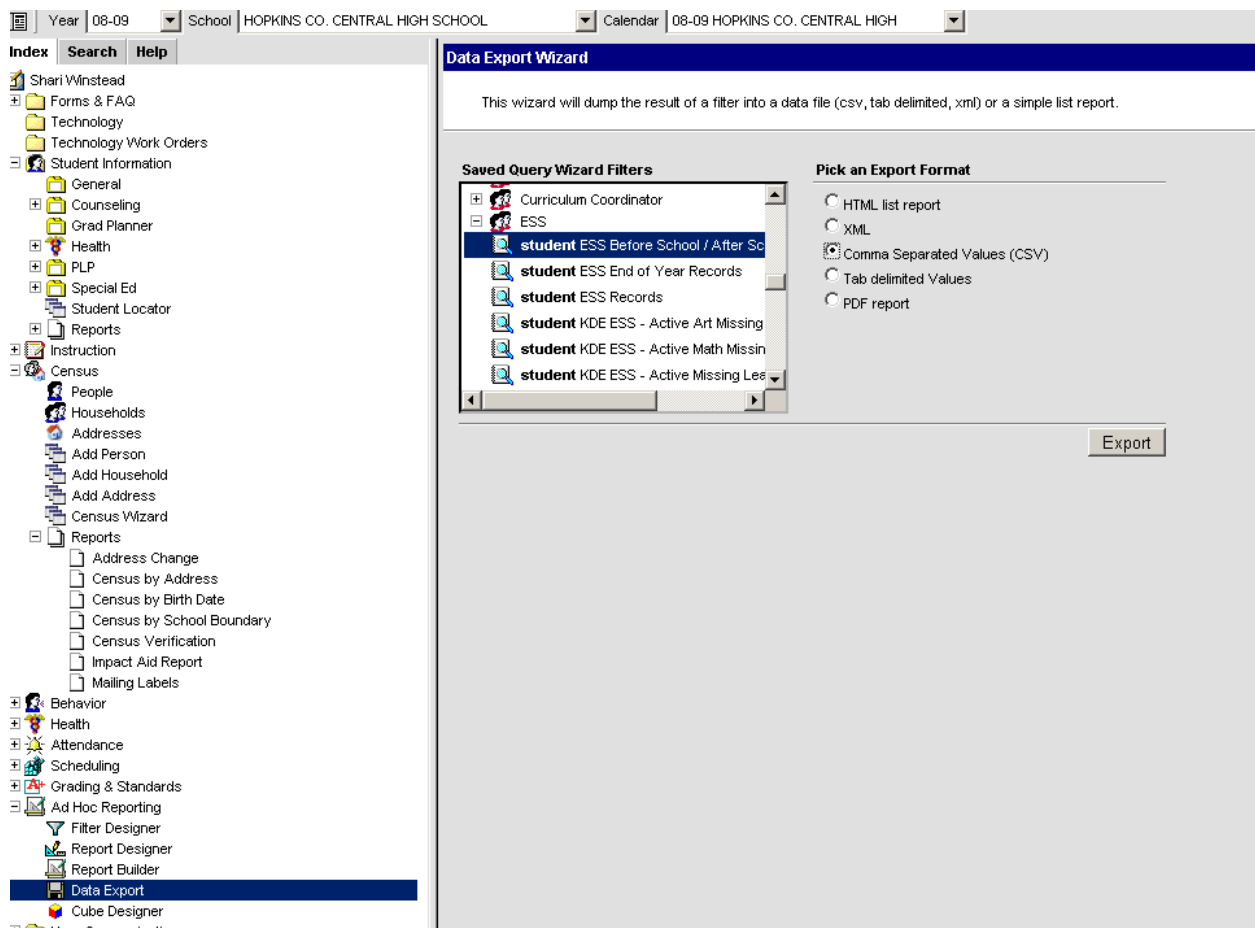 Year 08-09 School HOPKINS CO. CENTRAL HIGH SCHOOL Calendar 08-09 HOPKINS CO. CENTRAL HIGH
Index Search Help
Shari Winstead
Forms & FAQ
Technology
Technology Work Orders
Student Information
General
Counseling
Grad Planner
Health
PLP
Special Ed
Student Locator
Reports
Instruction
Census
People
Households
Addresses
Add Person
Add Household
Add Address
Census Wizard
Reports
Address Change
Census by Address
Census by Birth Date
Census by School Boundary
Census Verification
Impact Aid Report
Mailing Labels
Behavior
Health
Attendance
Scheduling
Grading & Standards
Ad Hoc Reporting
Filter Designer
Report Designer
Report Builder
Data Export
Cube Designer
Data Export Wizard
This wizard will dump the result of a filter into a data file (csv, tab delimited, xml) or a simple list report.
Saved Query Wizard Filters
Curriculum Coordinator
ESS
student ESS Before School / After Sc
student ESS End of Year Records
student ESS Records
student KDE ESS - Active Art Missing
student KDE ESS - Active Math Missin
student KDE ESS - Active Missing Lea
Pick an Export Format
HTML list report
XML
Comma Separated Values (CSV)
Tab delimited Values
PDF report
Export